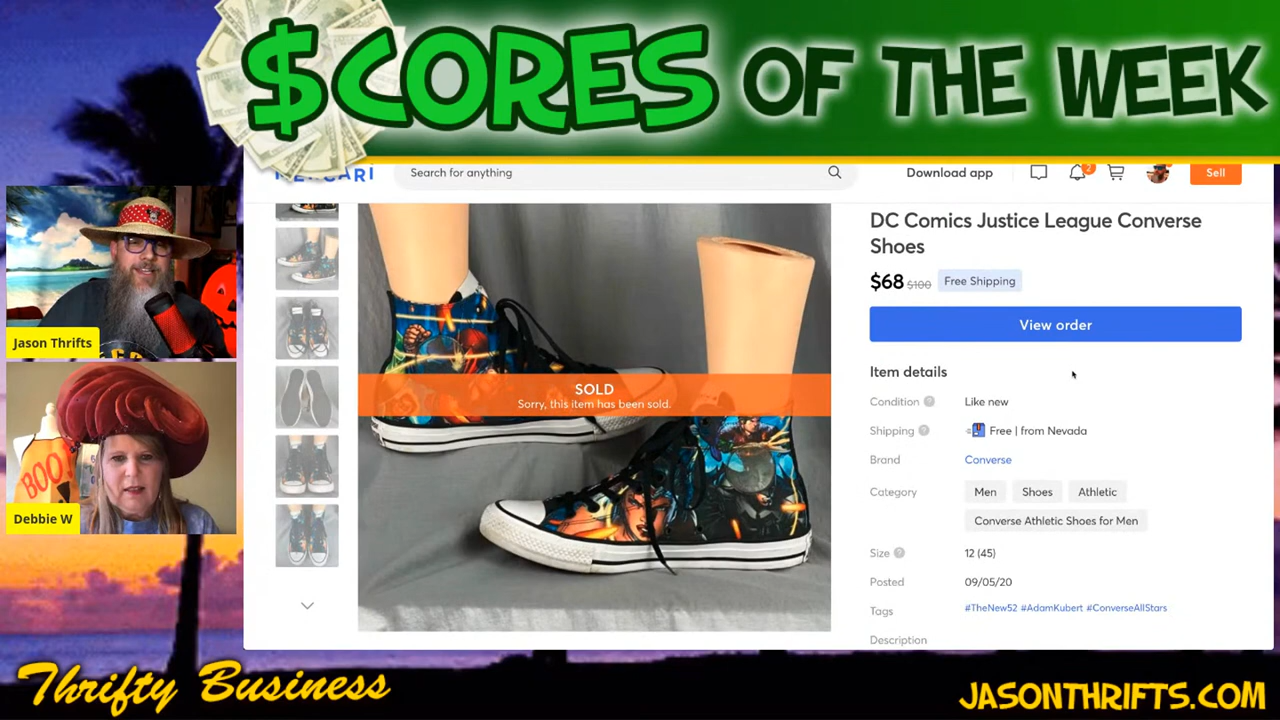 $CORES OF THE WEEK
MERCARI
Search for anything
Download app
2
Sell
DC Comics Justice League Converse
Shoes
$68 $100 Free Shipping
View order
SOLD
Sorry, this item has been sold.
Item details
Condition ? Like new
Shipping ? Free | from Nevada
Brand Converse
Category Men Shoes Athletic
Converse Athletic Shoes for Men
Size ? 12 (45)
Posted 09/05/20
Tags #TheNew52 #AdamKubert #ConverseAllStars
Description
Jason Thrifts
BOO!
Debbie W
Thrifty Business
JASONTHRIFTS.COM